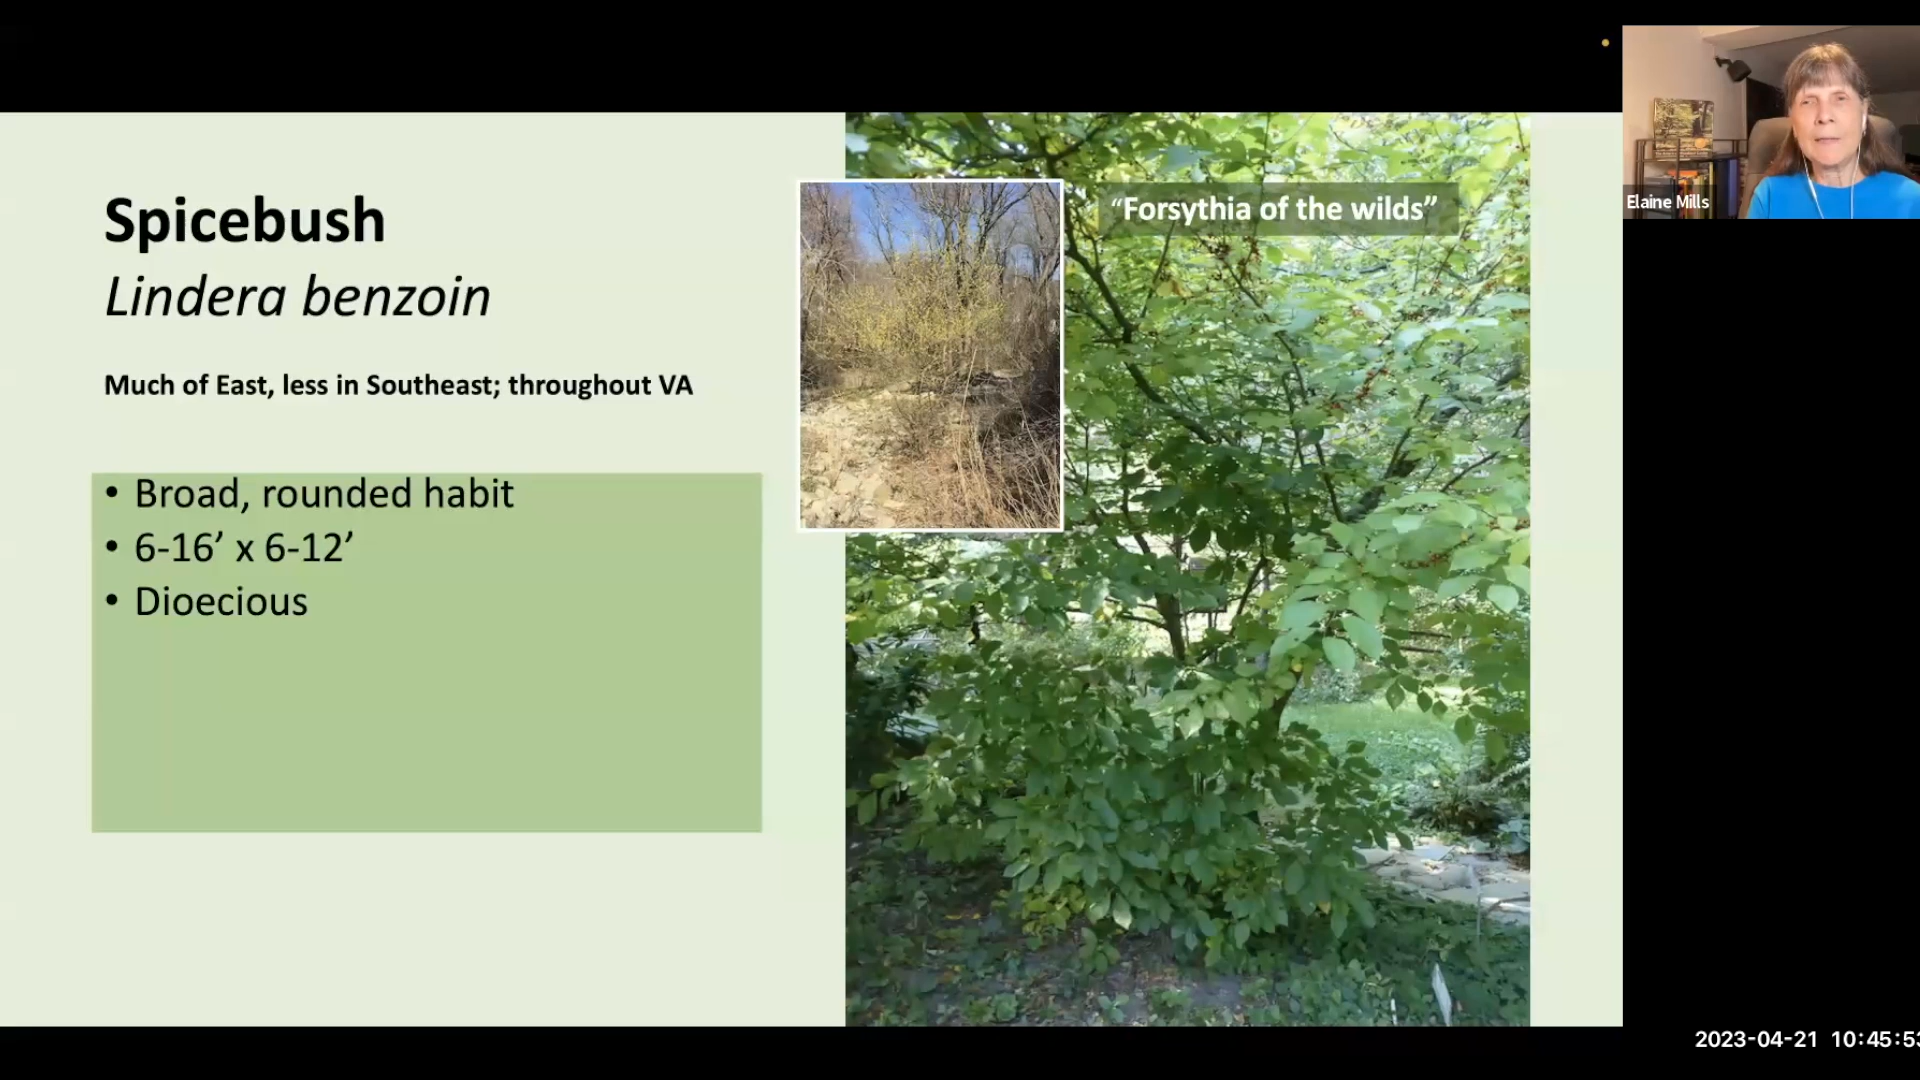 Spicebush
Lindera benzoin
Much of East, less in Southeast; throughout VA
• Broad, rounded habit
• 6-16’ x 6-12’
• Dioecious
“Forsythia of the wilds”
Elaine Mills
2023-04-21 10:45:53